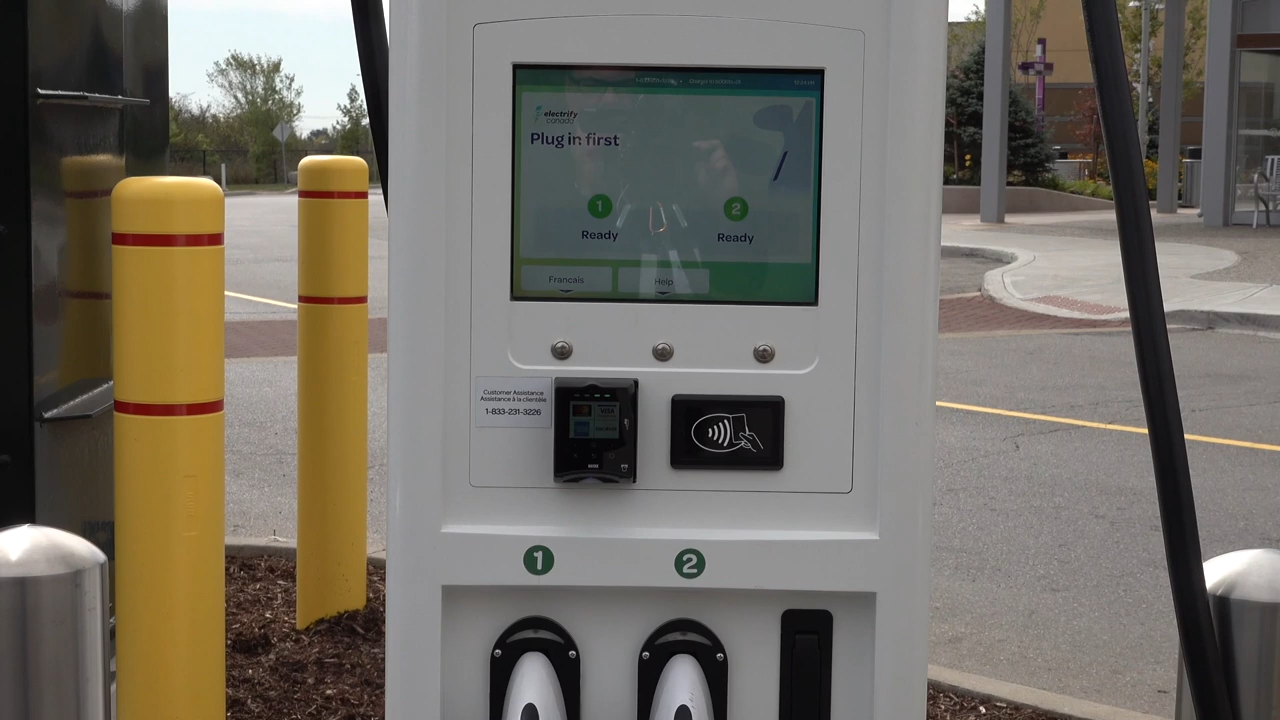 electrify
canada
Plug in first
1
2
Ready
Ready
Francais
Help
Customer Assistance
Assistance à la clientèle
1-833-231-3226
VISA
1
2